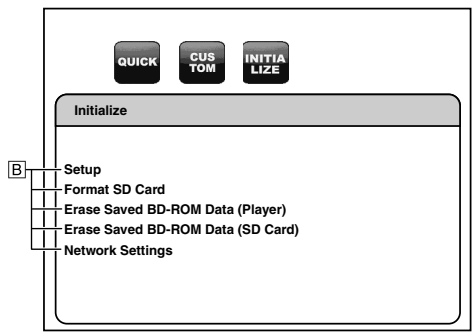 QUICK
CUS
TOM
INITIA
LIZE
Initialize
B
Setup
Format SD Card
Erase Saved BD-ROM Data (Player)
Erase Saved BD-ROM Data (SD Card)
Network Settings